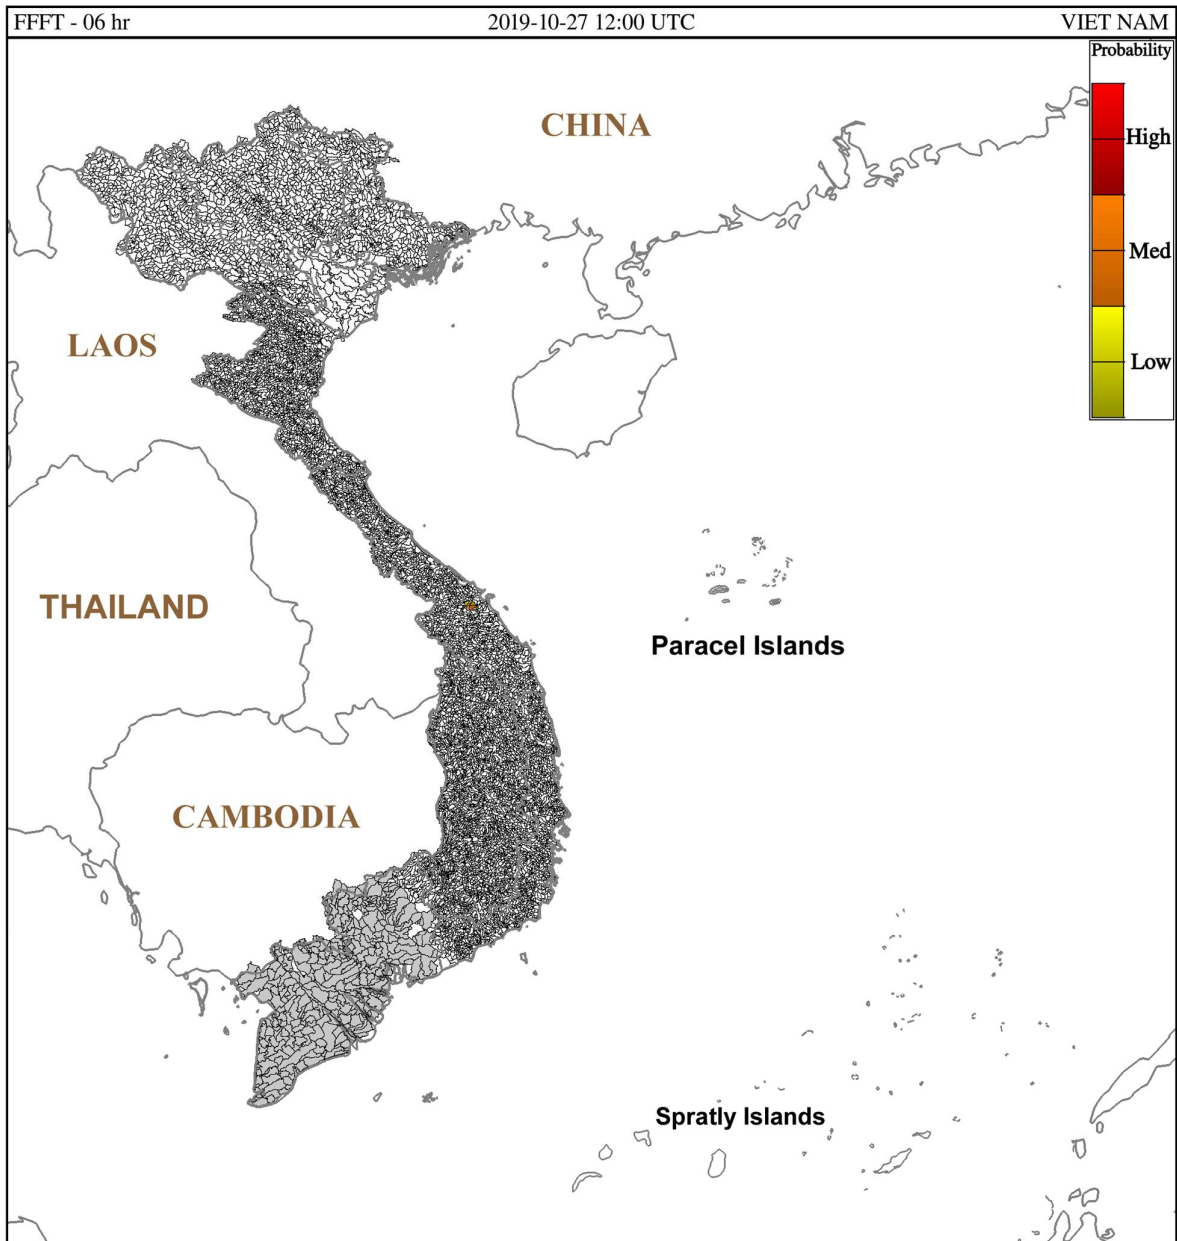 FFFT - 06 hr 2019-10-27 12:00 UTC VIET NAM
Probability
High
Med
Low
CHINA
LAOS
THAILAND
Paracel Islands
CAMBODIA
Spratly Islands